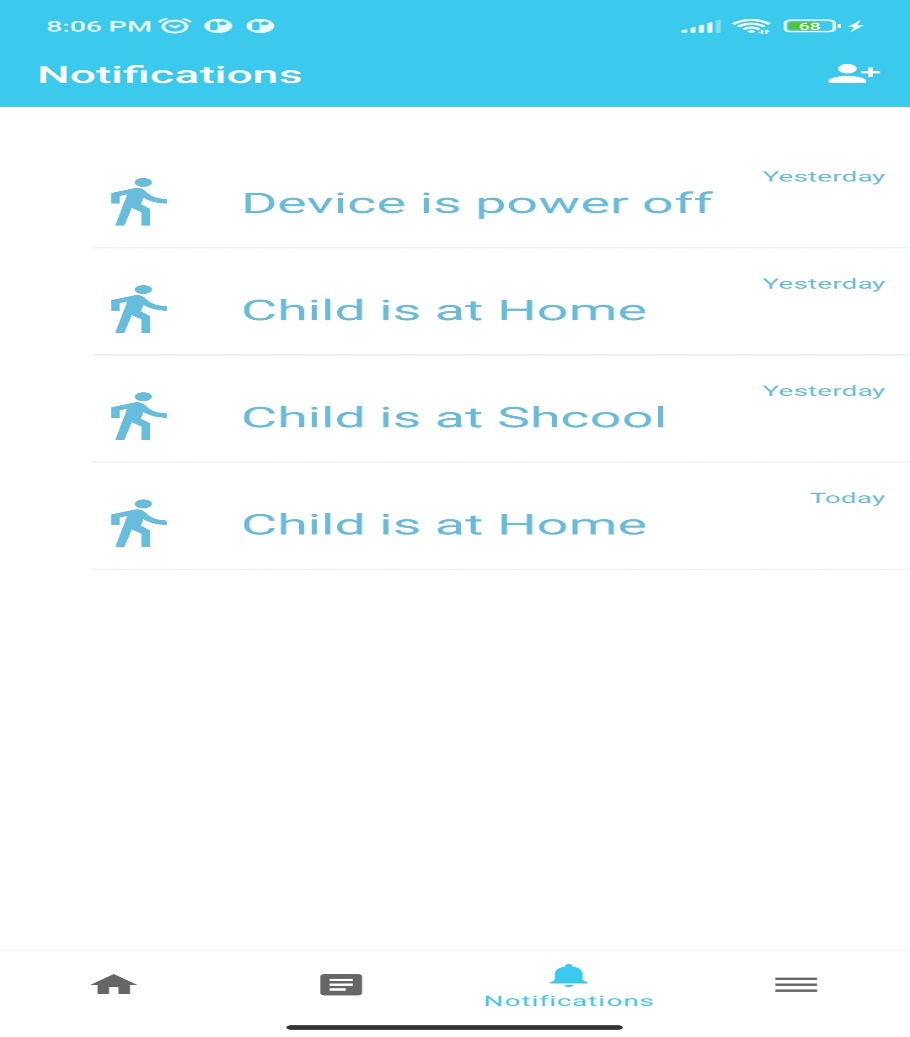 8:06 PM 68
Notifications
Yesterday
Device is power off
Yesterday
Child is at Home
Yesterday
Child is at Shcool
Today
Child is at Home
Notifications